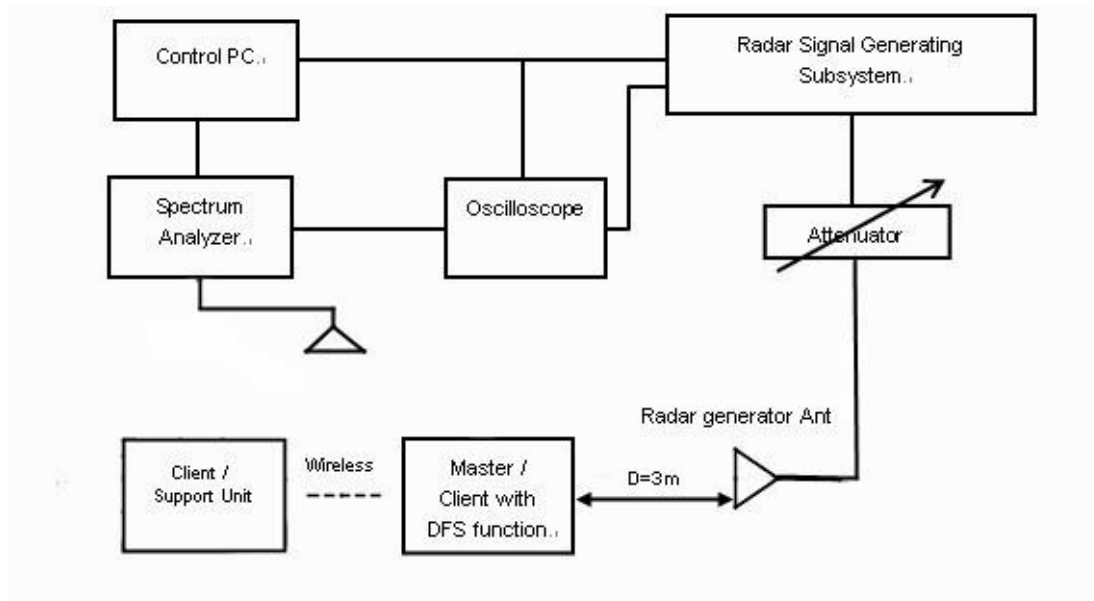 Control PC.
Radar Signal Generating
Subsystem.
Spectrum
Analyzer.
Oscilloscope
Attenuator
Radar generator Ant
Client /
Support Unit
Wireless
Master /
Client with
DFS function.
D=3m